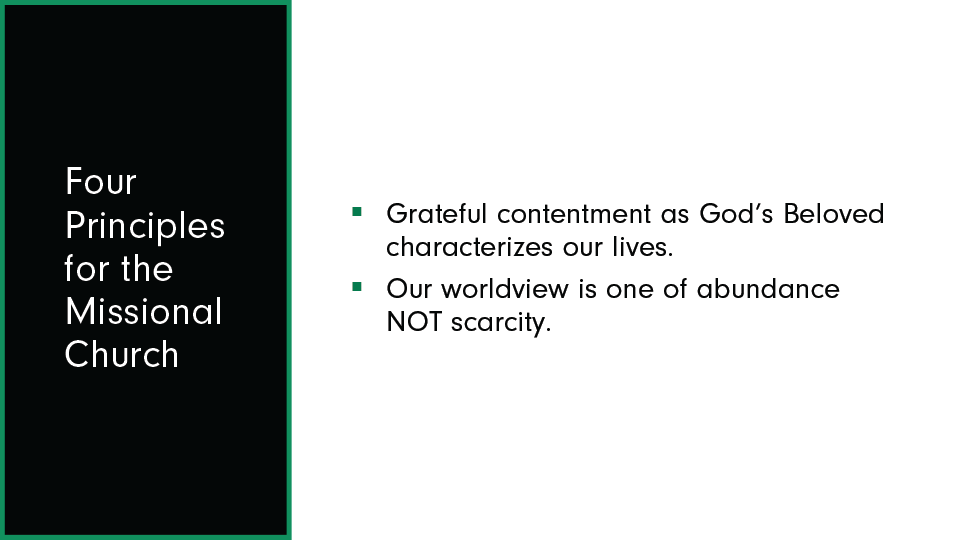 Four
Principles
for the
Missional
Church
▪ Grateful contentment as God’s Beloved
characterizes our lives.
▪ Our worldview is one of abundance
NOT scarcity.